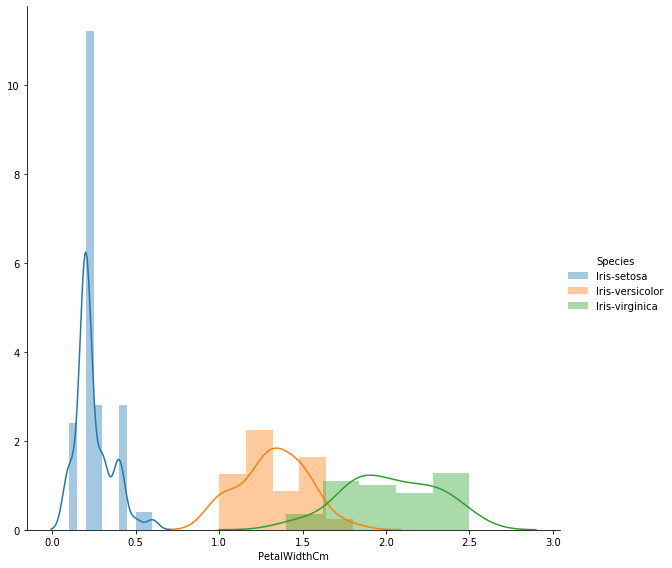 10
8
6
4
2
0
0.0 0.5 1.0 1.5 2.0 2.5 3.0
PetalWidthCm
Species
Iris-setosa
Iris-versicolor
Iris-virginica